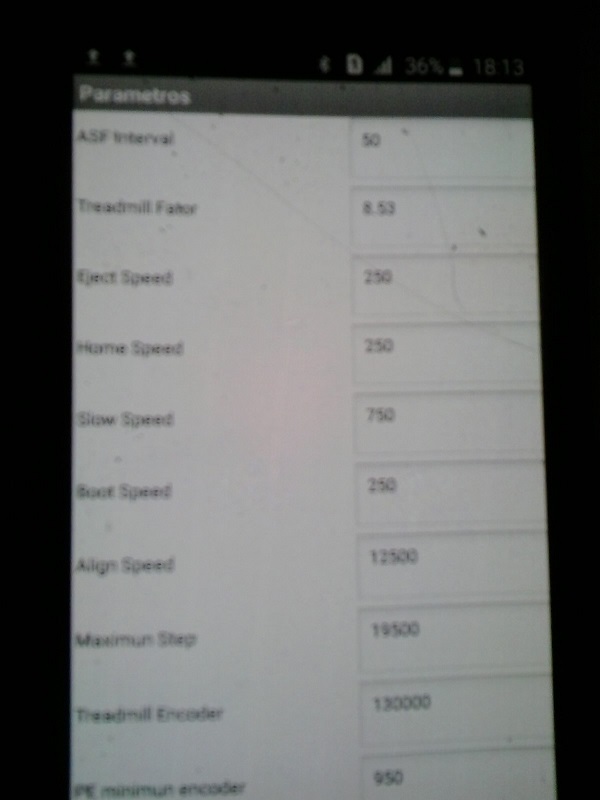 36% 18:13
Parametros
ASF Interval 50
Treadmill Fator 8.53
Eject Speed 250
Home Speed 250
Slow Speed 750
Boot Speed 250
Align Speed 12500
Maximun Step 19500
Treadmill Encoder 130000
PE minimun encoder 950